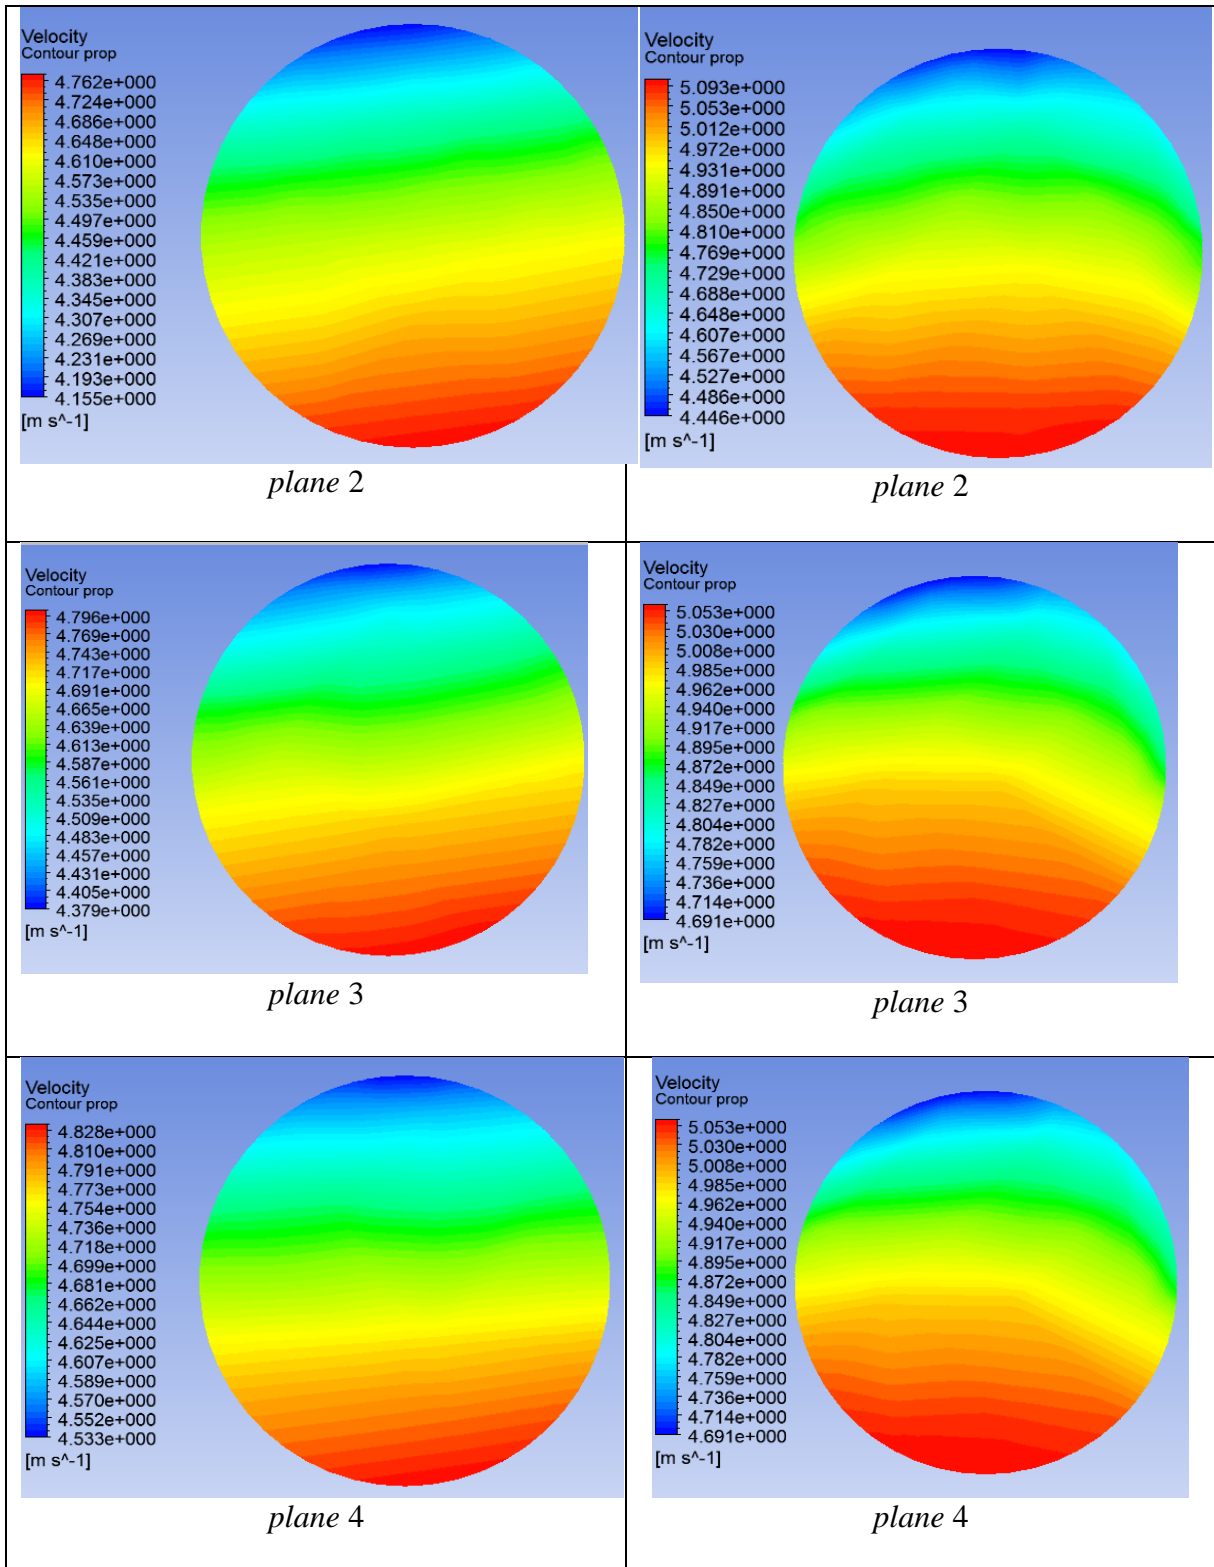 Velocity
Contour prop
4.762e+000
4.724e+000
4.686e+000
4.648e+000
4.610e+000
4.573e+000
4.535e+000
4.497e+000
4.459e+000
4.421e+000
4.383e+000
4.345e+000
4.307e+000
4.269e+000
4.231e+000
4.193e+000
4.155e+000
[m s^-1]
plane 2
Velocity
Contour prop
5.093e+000
5.053e+000
5.012e+000
4.972e+000
4.931e+000
4.891e+000
4.850e+000
4.810e+000
4.769e+000
4.729e+000
4.688e+000
4.648e+000
4.607e+000
4.567e+000
4.527e+000
4.486e+000
4.446e+000
[m s^-1]
plane 2
Velocity
Contour prop
4.796e+000
4.769e+000
4.743e+000
4.717e+000
4.691e+000
4.665e+000
4.639e+000
4.613e+000
4.587e+000
4.561e+000
4.535e+000
4.509e+000
4.483e+000
4.457e+000
4.431e+000
4.405e+000
4.379e+000
[m s^-1]
plane 3
Velocity
Contour prop
5.053e+000
5.030e+000
5.008e+000
4.985e+000
4.962e+000
4.940e+000
4.917e+000
4.895e+000
4.872e+000
4.849e+000
4.827e+000
4.804e+000
4.782e+000
4.759e+000
4.736e+000
4.714e+000
4.691e+000
[m s^-1]
plane 3
Velocity
Contour prop
4.828e+000
4.810e+000
4.791e+000
4.773e+000
4.754e+000
4.736e+000
4.718e+000
4.699e+000
4.681e+000
4.662e+000
4.644e+000
4.625e+000
4.607e+000
4.589e+000
4.570e+000
4.552e+000
4.533e+000
[m s^-1]
plane 4
Velocity
Contour prop
5.053e+000
5.030e+000
5.008e+000
4.985e+000
4.962e+000
4.940e+000
4.917e+000
4.895e+000
4.872e+000
4.849e+000
4.827e+000
4.804e+000
4.782e+000
4.759e+000
4.736e+000
4.714e+000
4.691e+000
[m s^-1]
plane 4